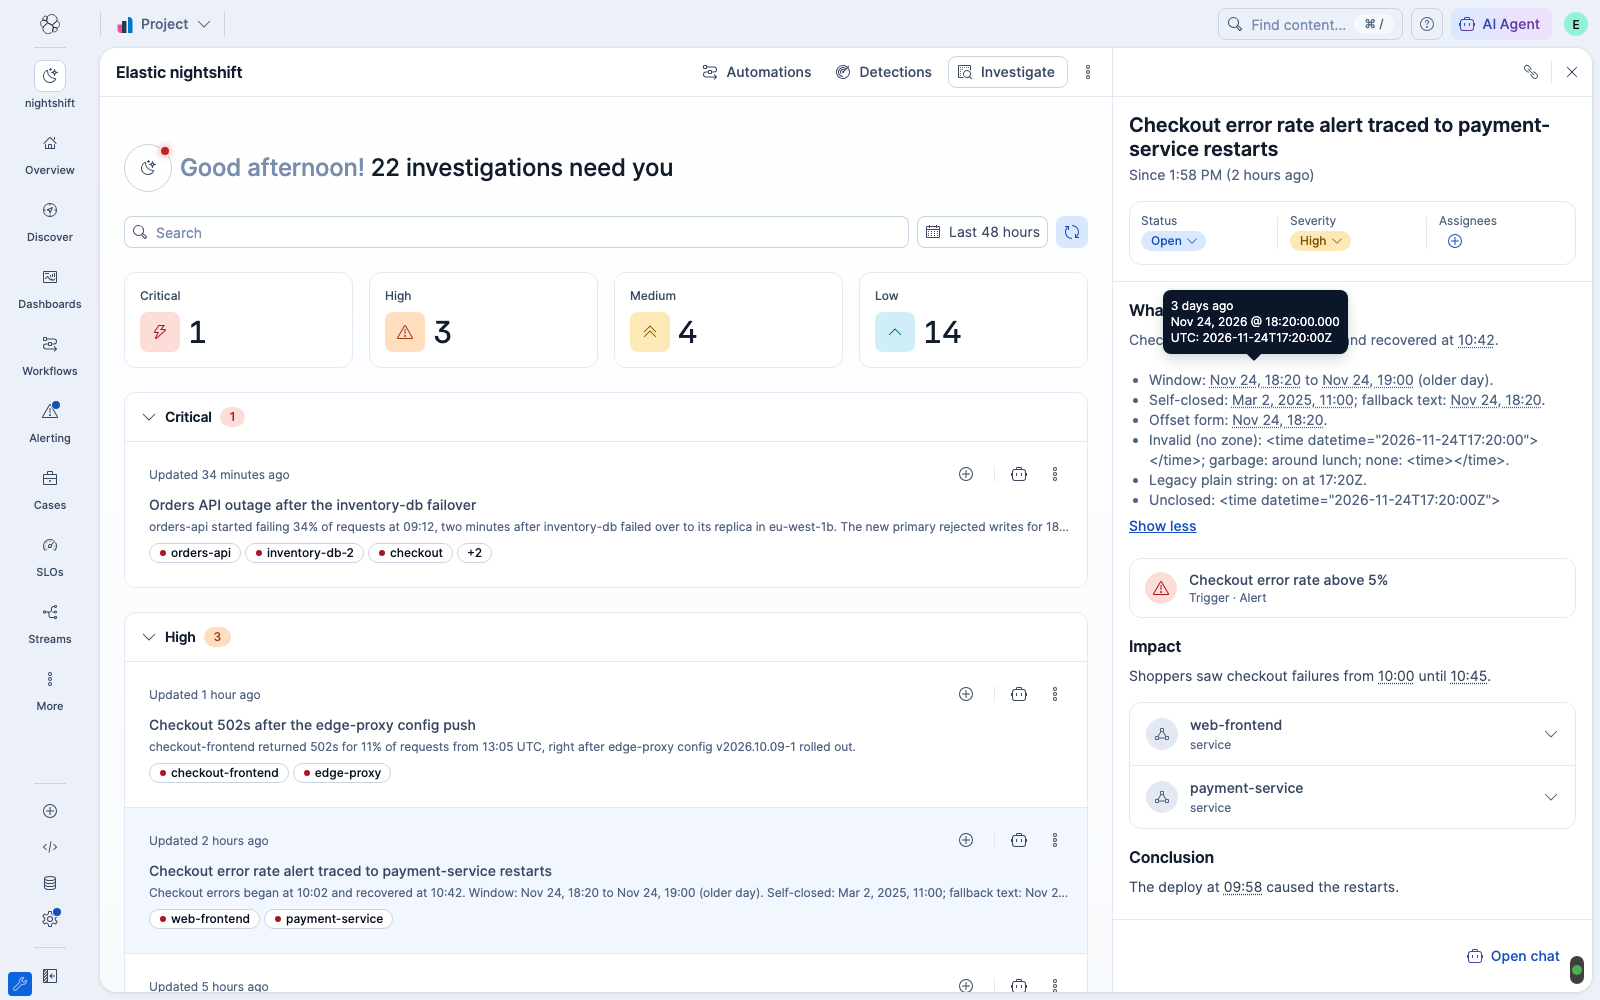 Project
Find content...
⌘ /
AI Agent
E
nightshift
Overview
Discover
Dashboards
Workflows
Alerting
Cases
SLOs
Streams
More
Elastic nightshift
Automations
Detections
Investigate
Good afternoon! 22 investigations need you
Search
Last 48 hours
Critical
1
High
3
Medium
4
Low
14
Critical
1
Updated 34 minutes ago
Orders API outage after the inventory-db failover
orders-api started failing 34% of requests at 09:12, two minutes after inventory-db failed over to its replica in eu-west-1b. The new primary rejected writes for 18...
orders-api
inventory-db-2
checkout
+2
High
3
Updated 1 hour ago
Checkout 502s after the edge-proxy config push
checkout-frontend returned 502s for 11% of requests from 13:05 UTC, right after edge-proxy config v2026.10.09-1 rolled out.
checkout-frontend
edge-proxy
Updated 2 hours ago
Checkout error rate alert traced to payment-service restarts
Checkout errors began at 10:02 and recovered at 10:42. Window: Nov 24, 18:20 to Nov 24, 19:00 (older day). Self-closed: Mar 2, 2025, 11:00; fallback text: Nov 2...
web-frontend
payment-service
Updated 5 hours ago
Checkout error rate alert traced to payment-
service restarts
Since 1:58 PM (2 hours ago)
Status
Open
Severity
High
Assignees
3 days ago
Nov 24, 2026 @ 18:20:00.000
UTC: 2026-11-24T17:20:00Z
recovered at 10:42.
Window: Nov 24, 18:20 to Nov 24, 19:00 (older day).
Self-closed: Mar 2, 2025, 11:00; fallback text: Nov 24, 18:20.
Offset form: Nov 24, 18:20.
Invalid (no zone): <time datetime="2026-11-24T17:20:00">
</time>; garbage: around lunch; none: <time></time>.
Legacy plain string: on at 17:20Z.
Unclosed: <time datetime="2026-11-24T17:20:00Z">
Show less
Checkout error rate above 5%
Trigger · Alert
Impact
Shoppers saw checkout failures from 10:00 until 10:45.
web-frontend
service
payment-service
service
Conclusion
The deploy at 09:58 caused the restarts.
Open chat